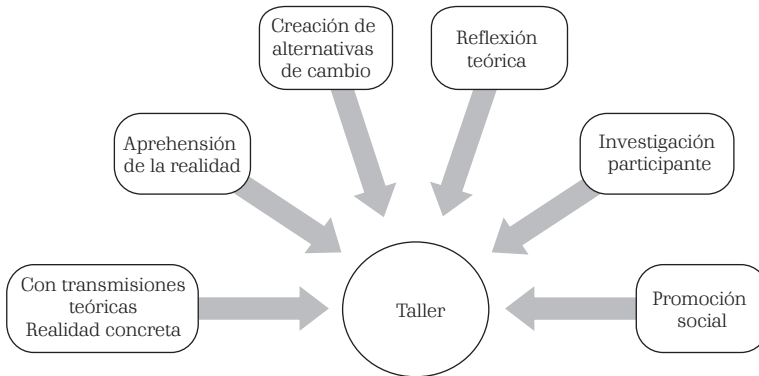 Creación de
alternativas
de cambio
Reflexión
teórica
Aprehensión
de la realidad
Investigación
participante
Con transmisiones
teóricas
Realidad concreta
Taller
Promoción
social